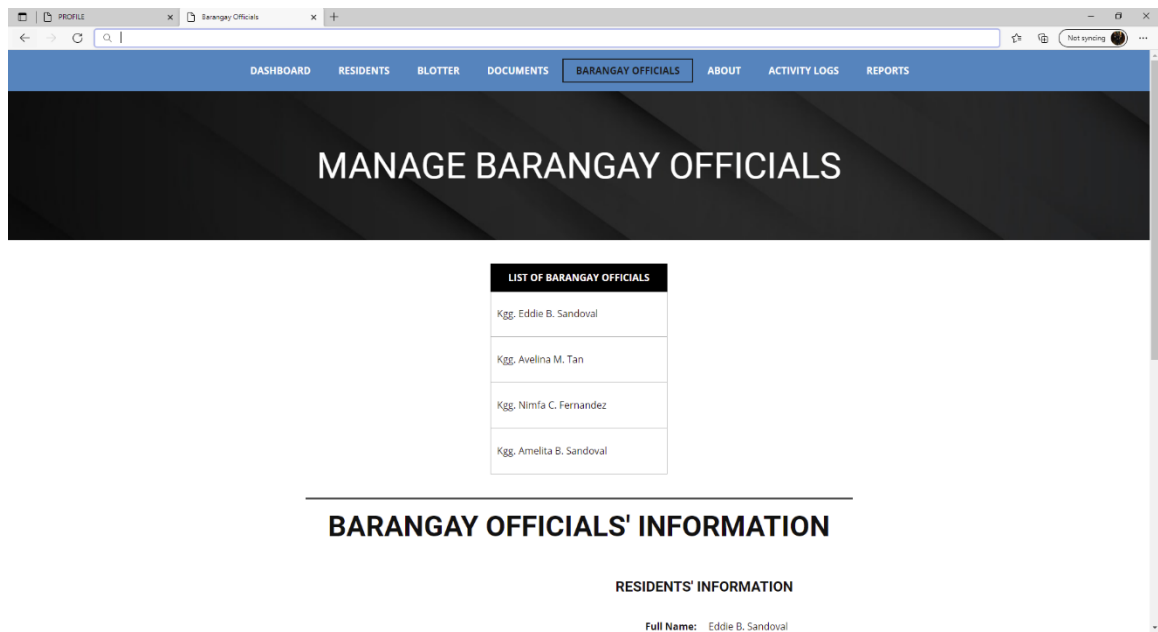 PROFILE
Barangay Officials
Not syncing
DASHBOARD RESIDENTS BLOTTER DOCUMENTS BARANGAY OFFICIALS ABOUT ACTIVITY LOGS REPORTS
MANAGE BARANGAY OFFICIALS
LIST OF BARANGAY OFFICIALS
Kgg. Eddie B. Sandoval
Kgg. Avelina M. Tan
Kgg. Nimfa C. Fernandez
Kgg. Amelita B. Sandoval
BARANGAY OFFICIALS' INFORMATION
RESIDENTS' INFORMATION
Full Name: Eddie B. Sandoval